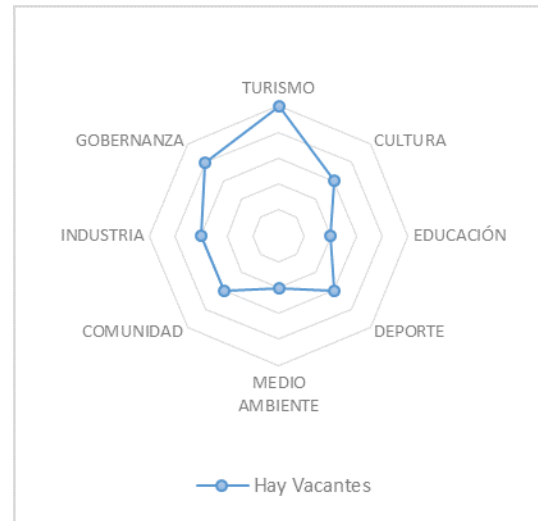 TURISMO
GOBERNANZA
CULTURA
INDUSTRIA
EDUCACIÓN
COMUNIDAD
DEPORTE
MEDIO
AMBIENTE
Hay Vacantes